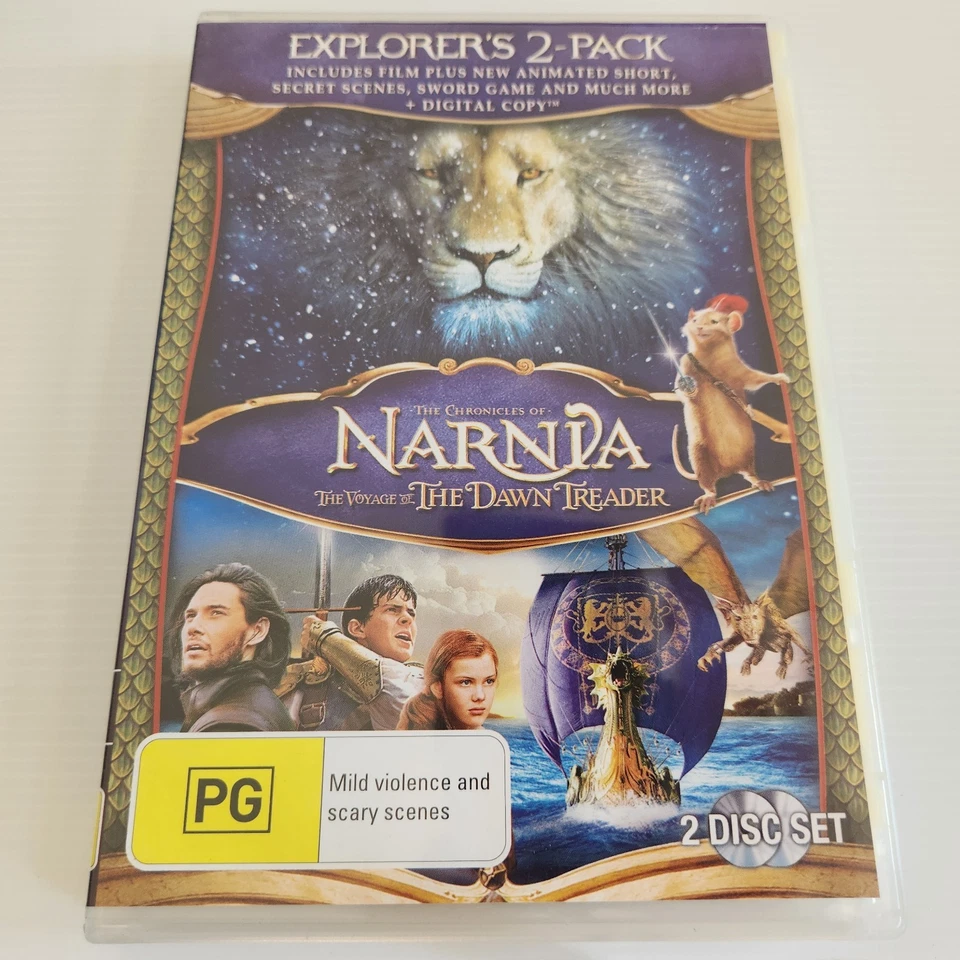 EXPLORER'S 2-PACK
INCLUDES FILM PLUS NEW ANIMATED SHORT,
SECRET SCENES, SWORD GAME AND MUCH MORE
+ DIGITAL COPY™
·THE CHRONICLES OF·
NARNIA
THE VOYAGE OF THE DAWN TREADER
PG
Mild violence and
scary scenes
2 DISC SET